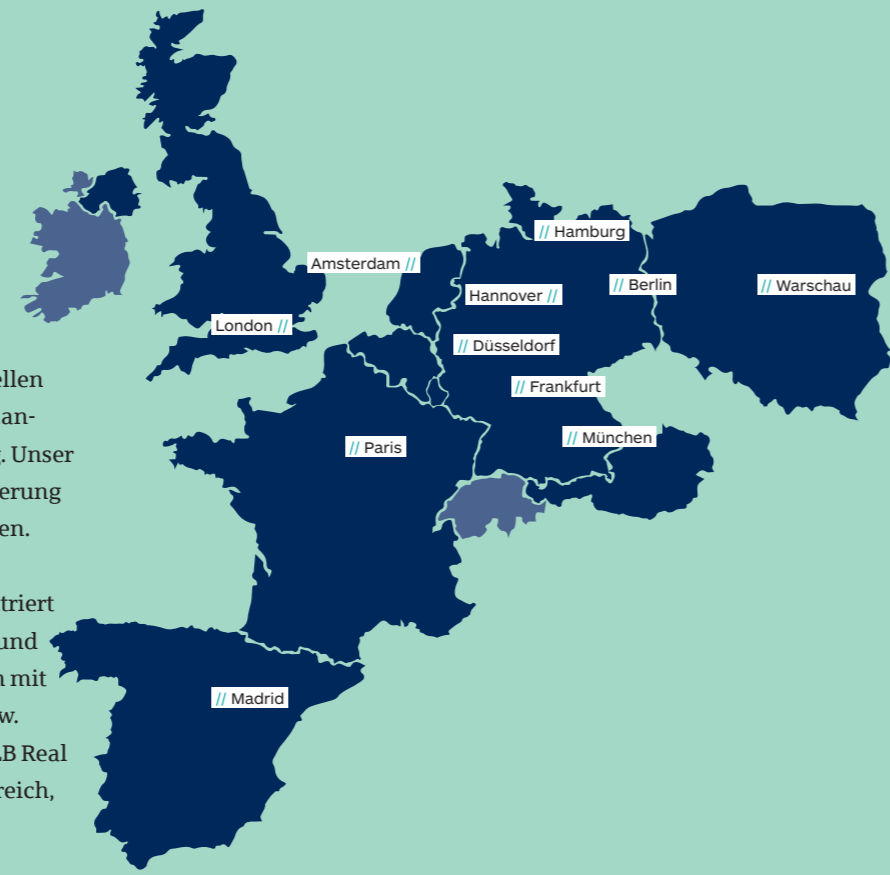 // Hamburg
Amsterdam //
// Berlin
// Warschau
Hannover //
London //
// Düsseldorf
ellen
// Frankfurt
an-
// München
. Unser
// Paris
erung
en.
triert
und
mit
// Madrid
w.
B Real
reich,